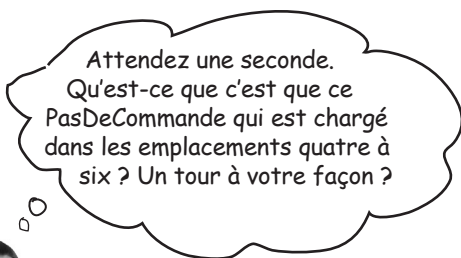 Attendez une seconde.
Qu'est-ce que c'est que ce
PasDeCommande qui est chargé
dans les emplacements quatre à
six ? Un tour à votre façon ?